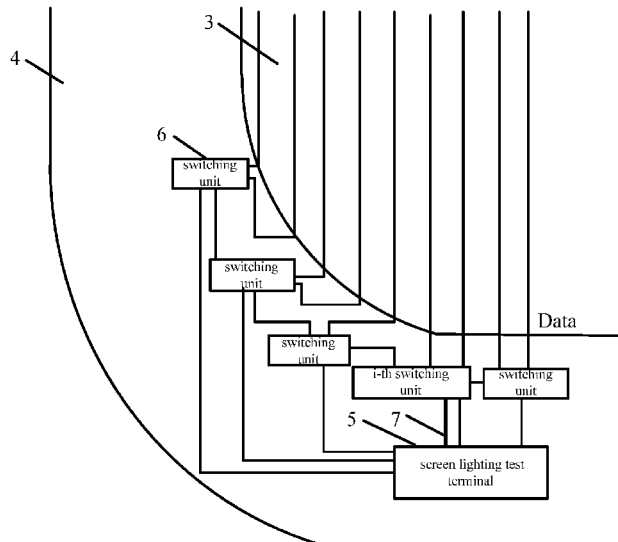 3
4
6
switching
unit
switching
unit
Data
switching
unit
i-th switching
unit
switching
unit
5
7
screen lighting test
terminal